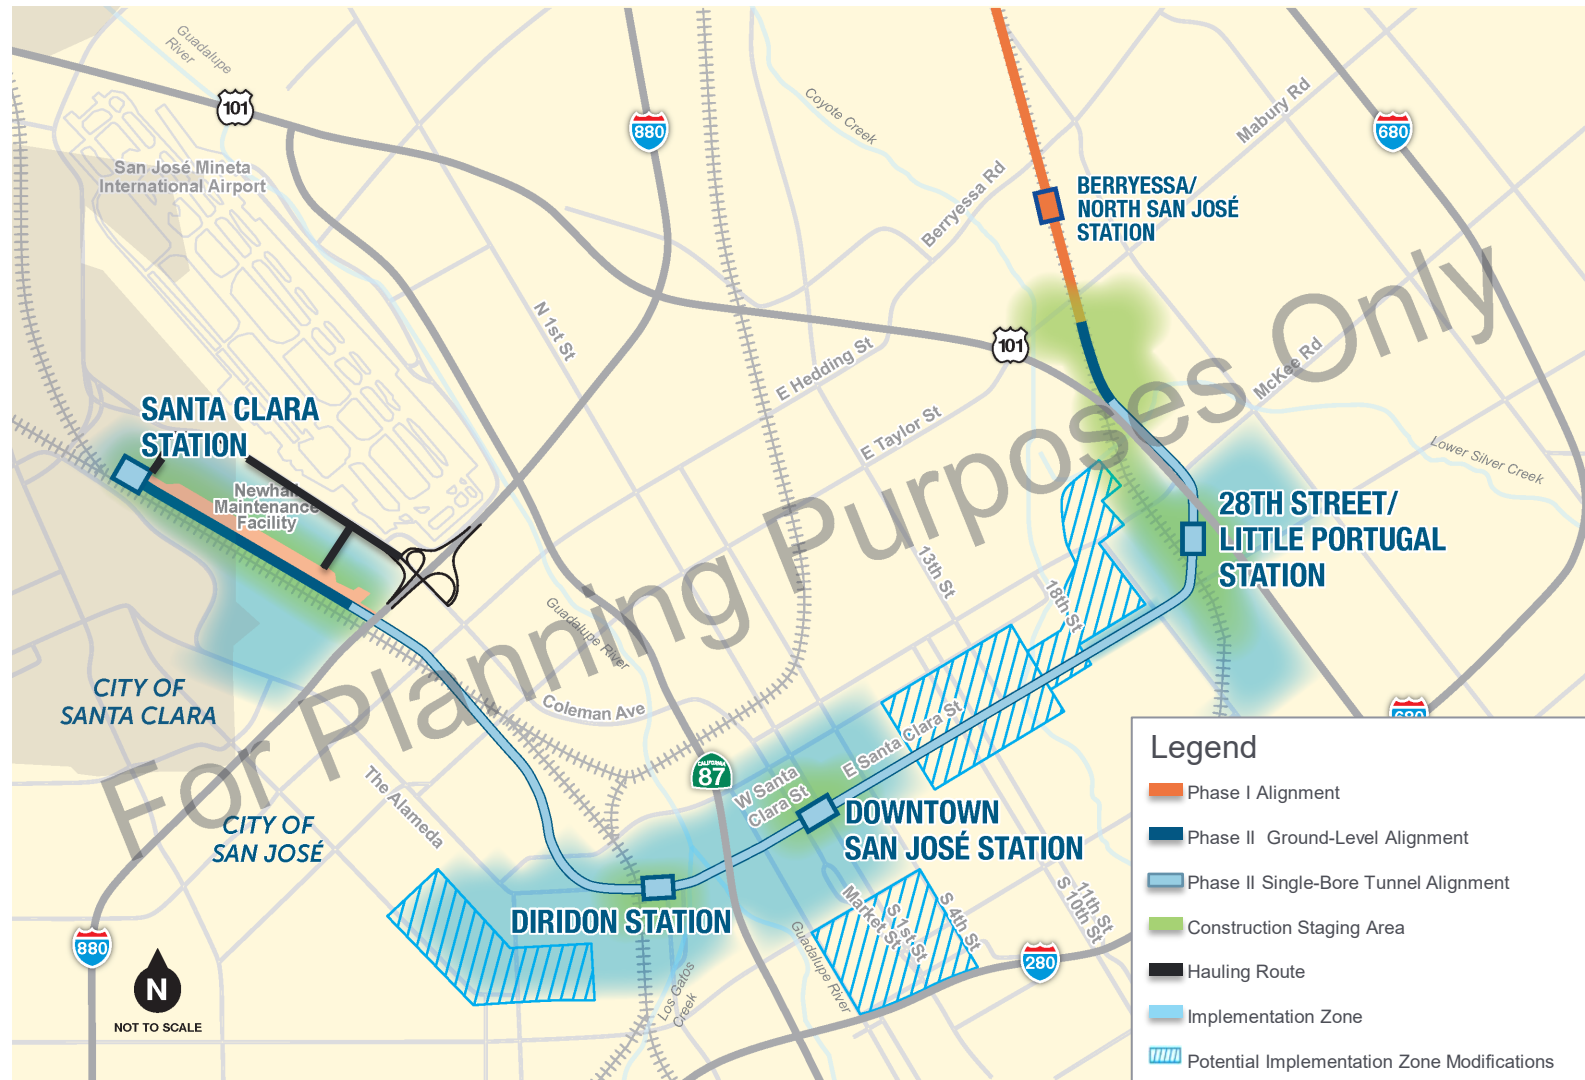 Guadalupe
River
101
880
Coyote Creek
Mabury Rd
680
San José Mineta
International Airport
Berryessa Rd
BERRYESSA/
NORTH SAN JOSÉ
STATION
N 1st St
101
E Hedding St
McKee Rd
E Taylor St
SANTA CLARA
STATION
Lower Silver Creek
Newhall
Maintenance
Facility
28TH STREET/
LITTLE PORTUGAL
STATION
13th St
18th St
Guadalupe River
For Planning Purposes Only
CITY OF
SANTA CLARA
Coleman Ave
E Santa Clara St
680
CALIFORNIA
87
W Santa
Clara St
The Alameda
CITY OF
SAN JOSÉ
DOWNTOWN
SAN JOSÉ STATION
DIRIDON STATION
Market St
S 1st St
S 4th St
S 10th St
11th St
880
280
Guadalupe River
Los Gatos
Creek
N
NOT TO SCALE
Legend
Phase I Alignment
Phase II Ground-Level Alignment
Phase II Single-Bore Tunnel Alignment
Construction Staging Area
Hauling Route
Implementation Zone
Potential Implementation Zone Modifications